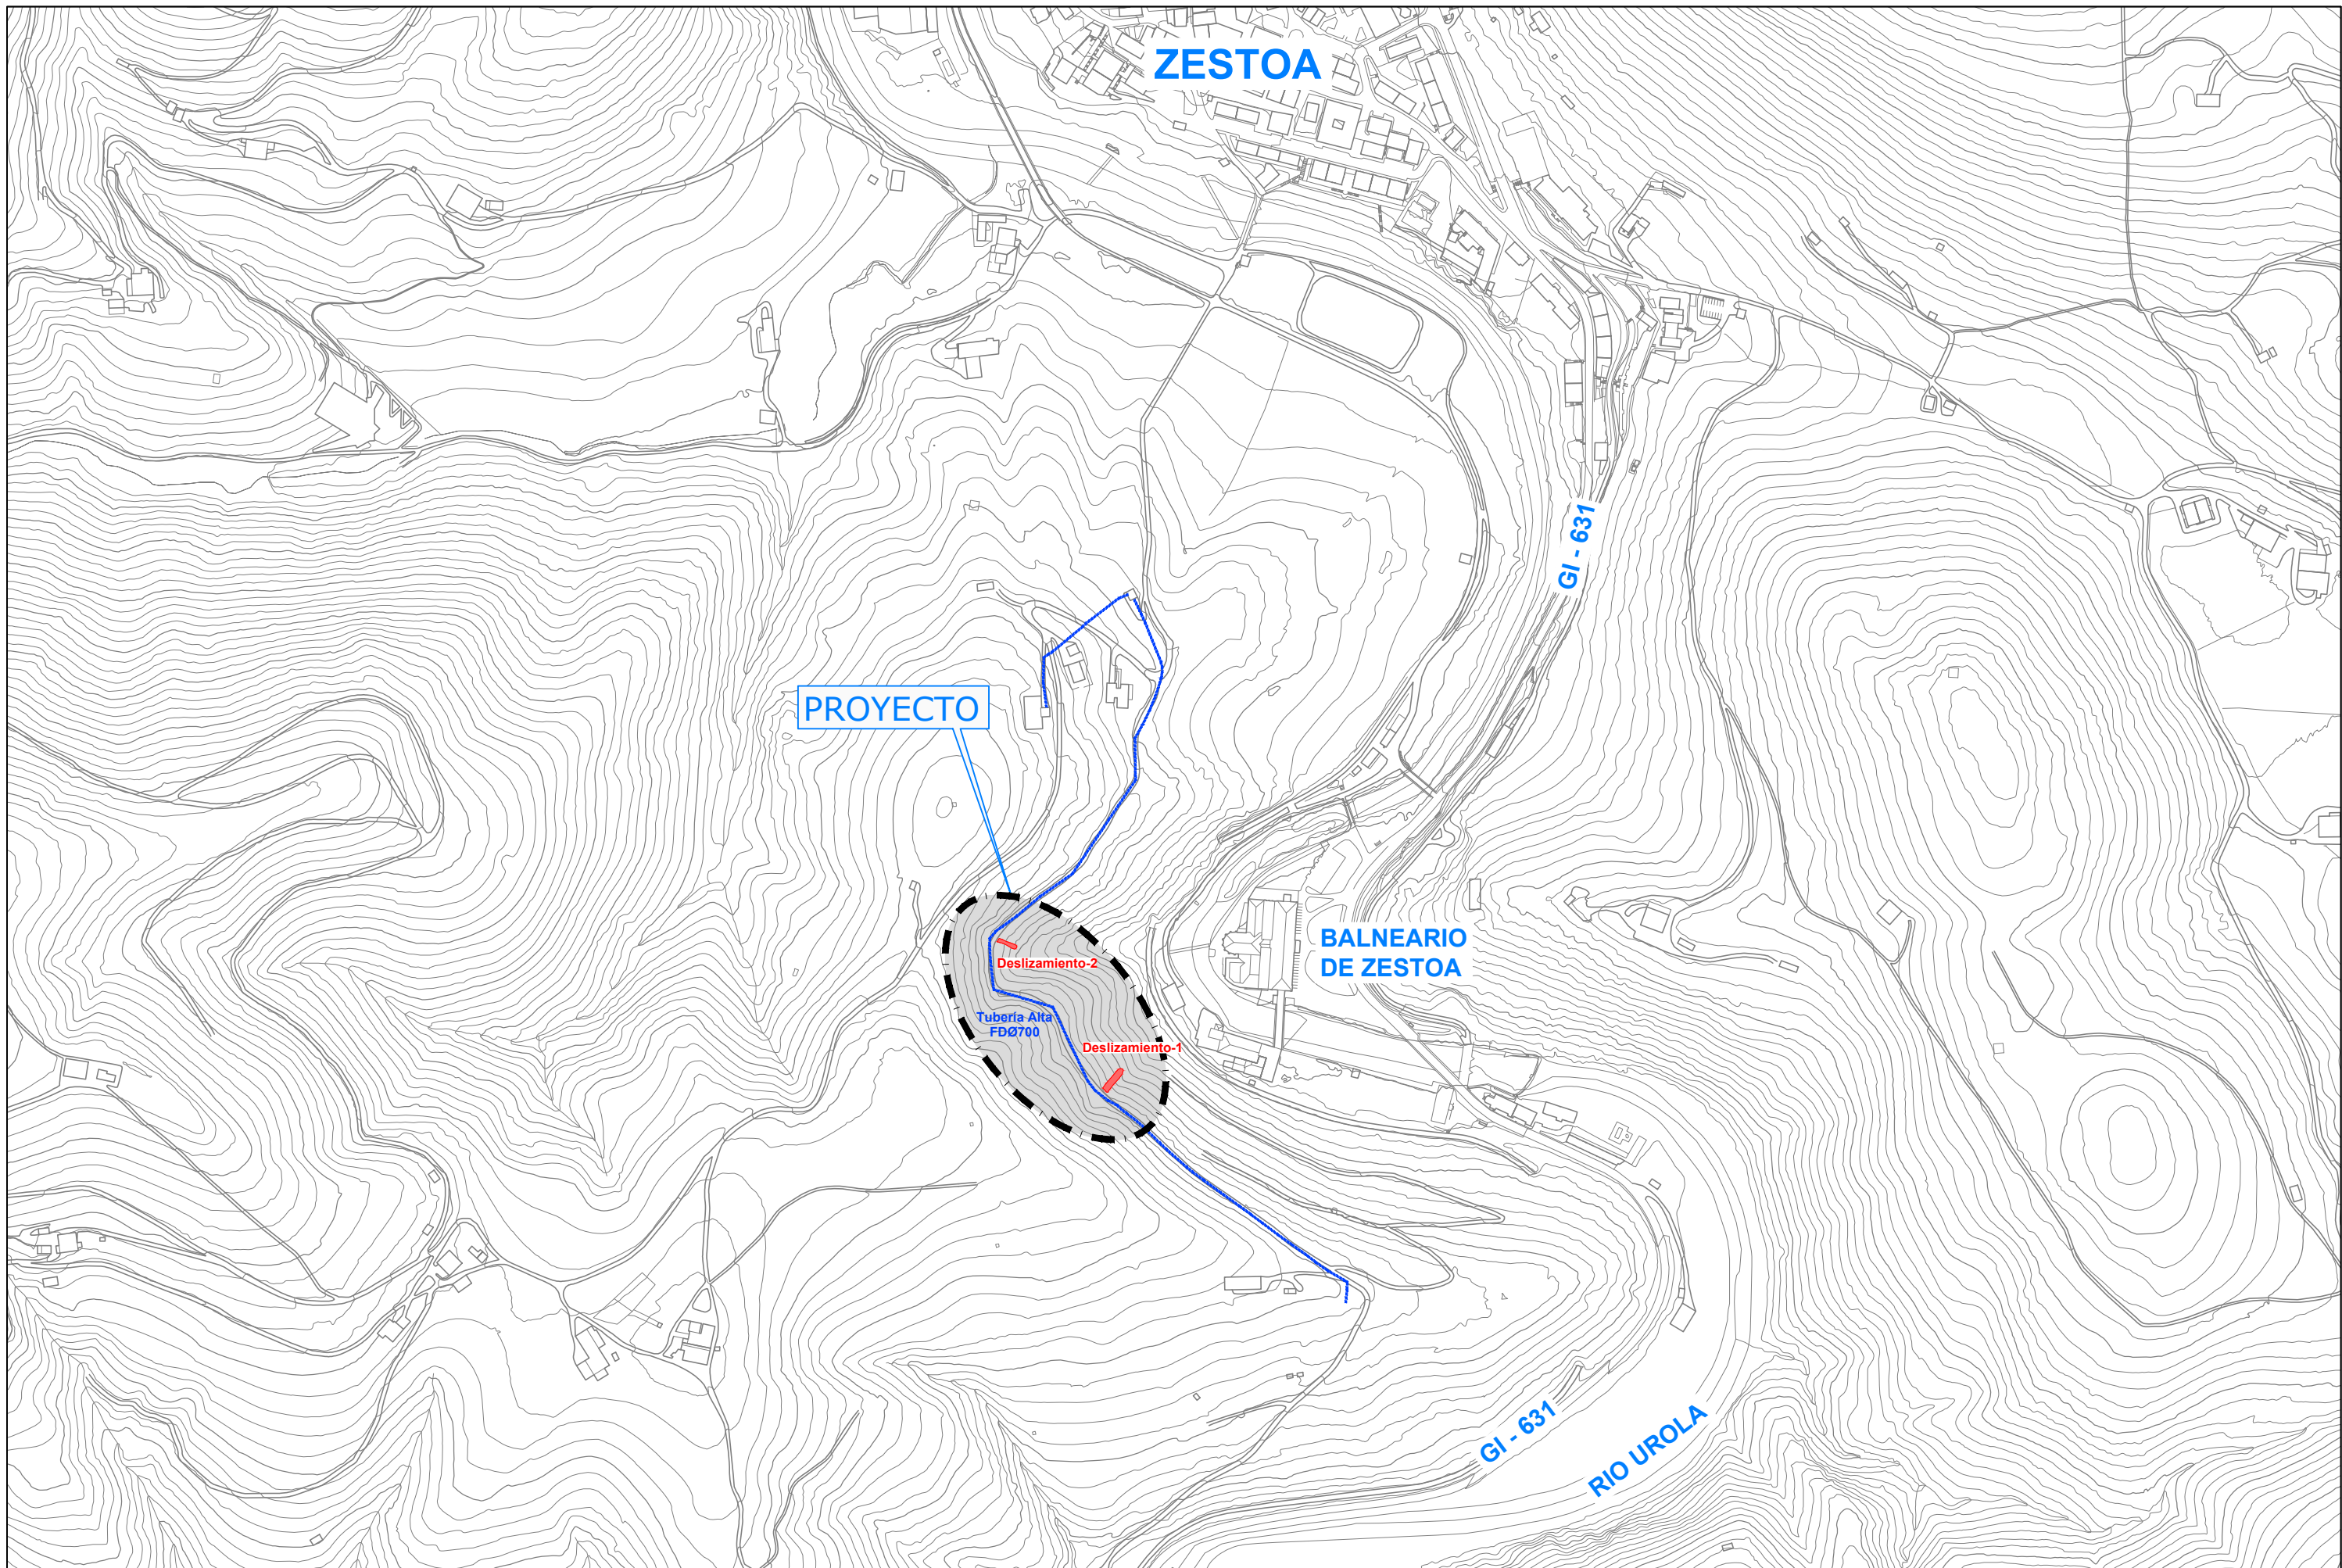 ZESTOA
GI - 631
PROYECTO
BALNEARIO
DE ZESTOA
Deslizamiento-2
Tubería Alta
FDØ700
Deslizamiento-1
GI - 631
RIO UROLA